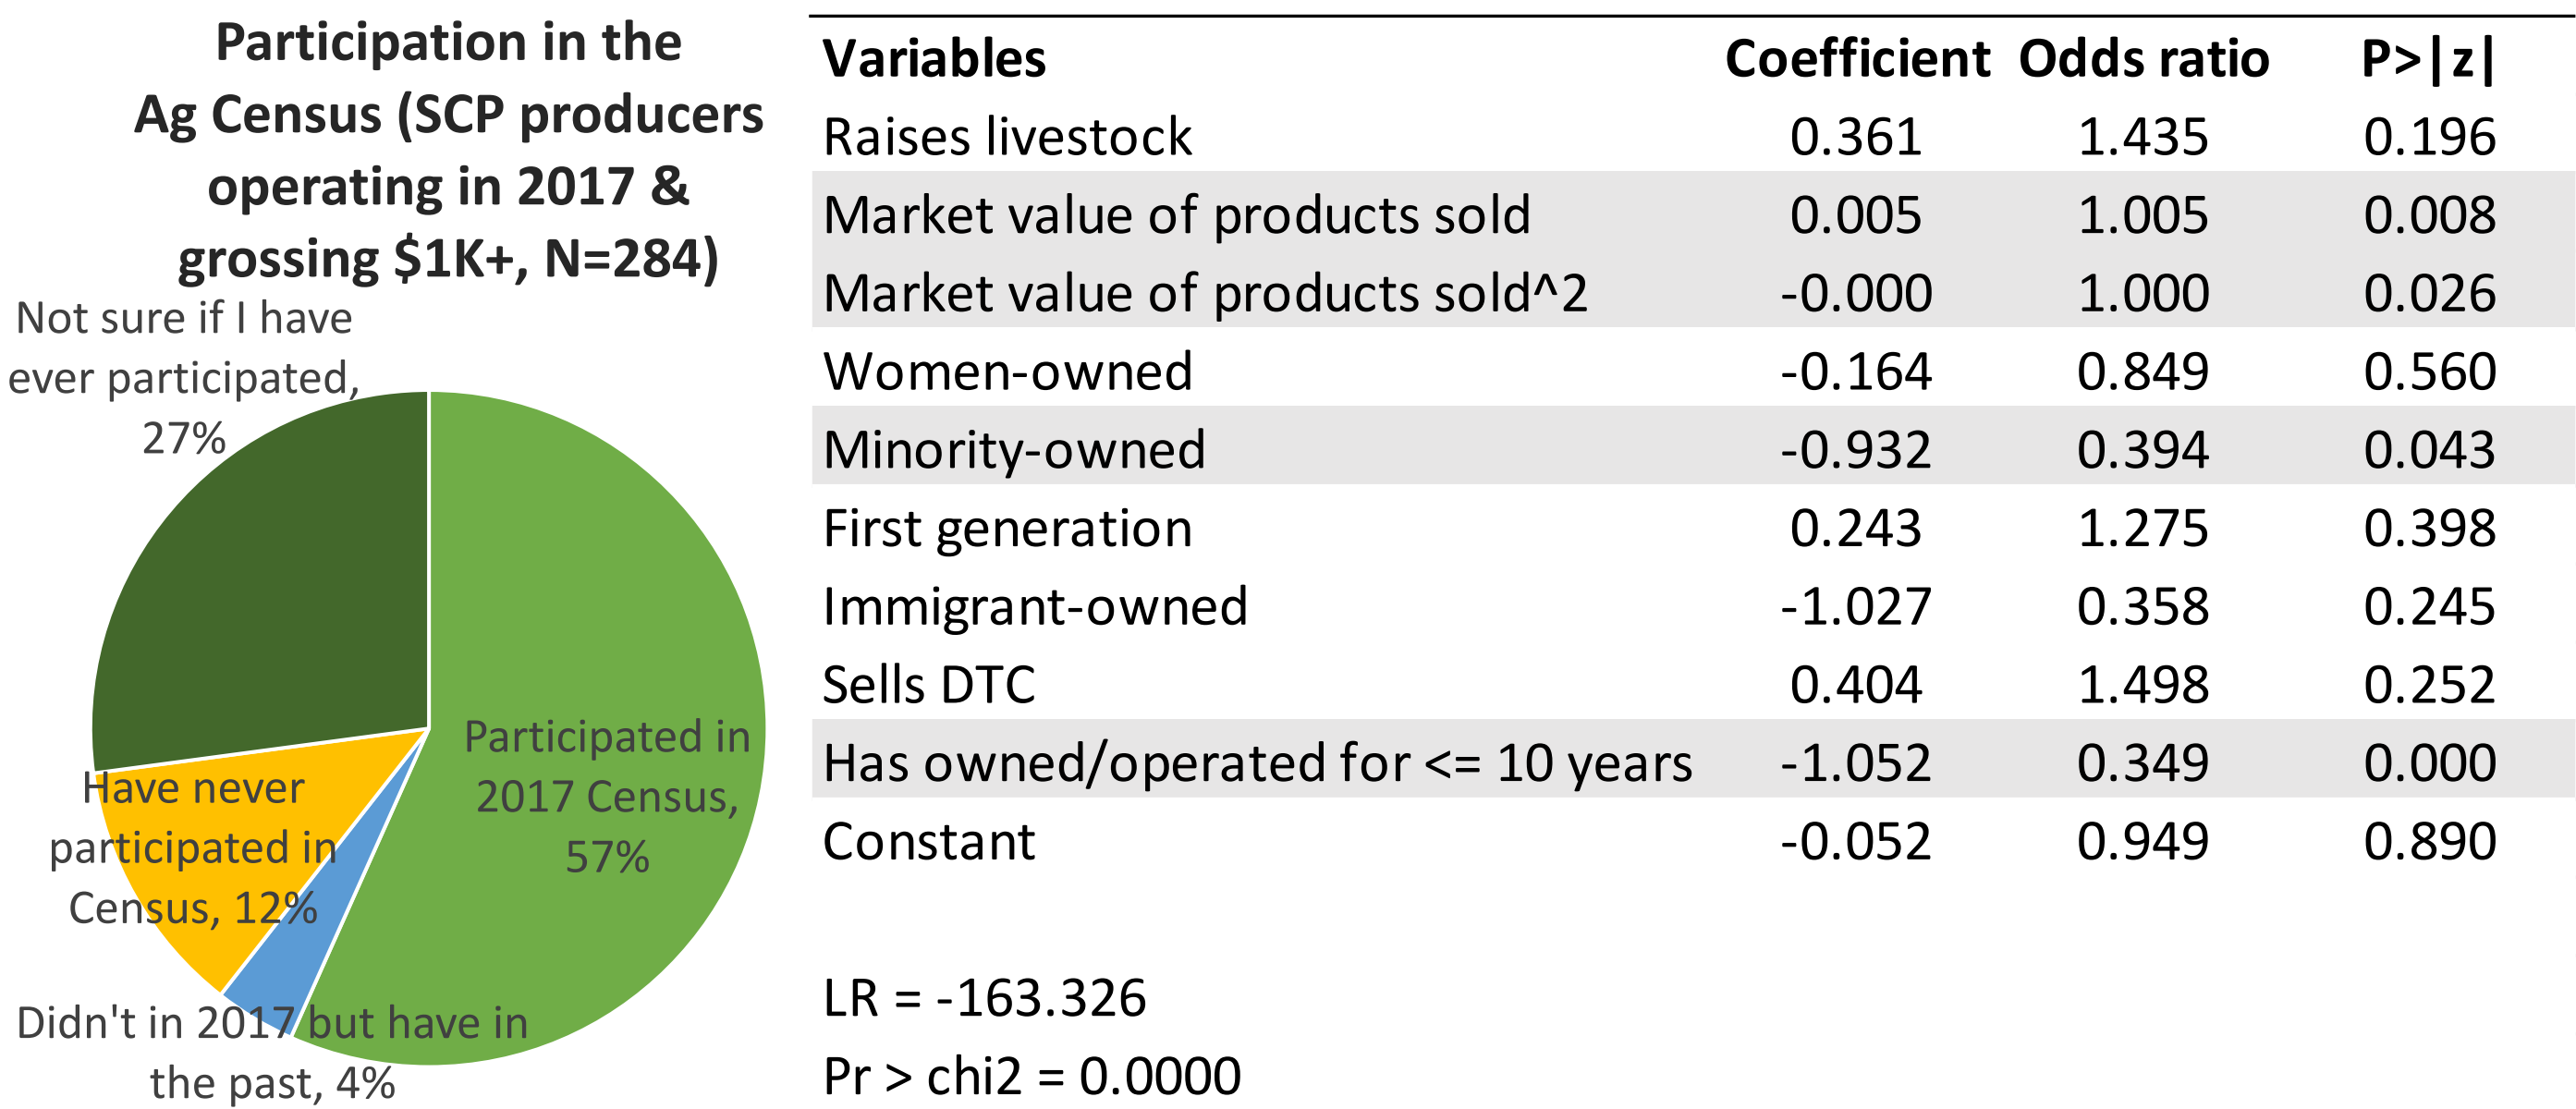 Participation in the
Ag Census (SCP producers
operating in 2017 &
grossing $1K+, N=284)
Not sure if I have
ever participated,
27%
Participated in
2017 Census,
57%
Have never
participated in
Census, 12%
Didn't in 2017 but have in
the past, 4%
Variables Coefficient Odds ratio P>|z|
Raises livestock 0.361 1.435 0.196
Market value of products sold 0.005 1.005 0.008
Market value of products sold^2 -0.000 1.000 0.026
Women-owned -0.164 0.849 0.560
Minority-owned -0.932 0.394 0.043
First generation 0.243 1.275 0.398
Immigrant-owned -1.027 0.358 0.245
Sells DTC 0.404 1.498 0.252
Has owned/operated for <= 10 years -1.052 0.349 0.000
Constant -0.052 0.949 0.890
LR = -163.326
Pr > chi2 = 0.0000